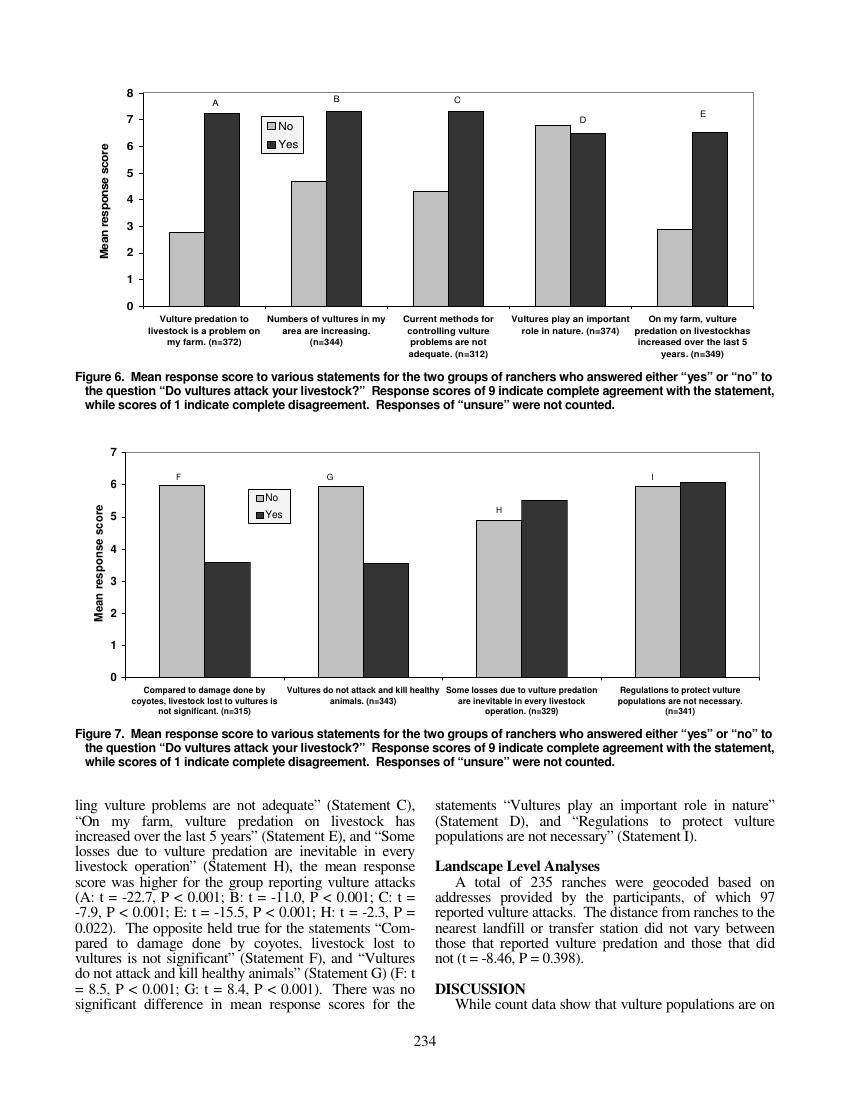 8
7
6
5
4
3
2
1
0
Mean response score
A
B
C
D
E
No
Yes
Vulture predation to
livestock is a problem on
my farm. (n=372)
Numbers of vultures in my
area are increasing.
(n=344)
Current methods for
controlling vulture
problems are not
adequate. (n=312)
Vultures play an important
role in nature. (n=374)
On my farm, vulture
predation on livestockhas
increased over the last 5
years. (n=349)
Figure 6. Mean response score to various statements for the two groups of ranchers who answered either “yes” or “no” to
the question “Do vultures attack your livestock?” Response scores of 9 indicate complete agreement with the statement,
while scores of 1 indicate complete disagreement. Responses of “unsure” were not counted.
7
6
5
4
3
2
1
0
Mean response score
F
G
H
I
No
Yes
Compared to damage done by
coyotes, livestock lost to vultures is
not significant. (n=315)
Vultures do not attack and kill healthy
animals. (n=343)
Some losses due to vulture predation
are inevitable in every livestock
operation. (n=329)
Regulations to protect vulture
populations are not necessary.
(n=341)
Figure 7. Mean response score to various statements for the two groups of ranchers who answered either “yes” or “no” to
the question “Do vultures attack your livestock?” Response scores of 9 indicate complete agreement with the statement,
while scores of 1 indicate complete disagreement. Responses of “unsure” were not counted.
ling vulture problems are not adequate” (Statement C),
“On my farm, vulture predation on livestock has
increased over the last 5 years” (Statement E), and “Some
losses due to vulture predation are inevitable in every
livestock operation” (Statement H), the mean response
score was higher for the group reporting vulture attacks
(A: t = -22.7, P < 0.001; B: t = -11.0, P < 0.001; C: t =
-7.9, P < 0.001; E: t = -15.5, P < 0.001; H: t = -2.3, P =
0.022). The opposite held true for the statements “Com-
pared to damage done by coyotes, livestock lost to
vultures is not significant” (Statement F), and “Vultures
do not attack and kill healthy animals” (Statement G) (F: t
= 8.5, P < 0.001; G: t = 8.4, P < 0.001). There was no
significant difference in mean response scores for the
statements “Vultures play an important role in nature”
(Statement D), and “Regulations to protect vulture
populations are not necessary” (Statement I).
Landscape Level Analyses
A total of 235 ranches were geocoded based on
addresses provided by the participants, of which 97
reported vulture attacks. The distance from ranches to the
nearest landfill or transfer station did not vary between
those that reported vulture predation and those that did
not (t = -8.46, P = 0.398).
DISCUSSION
While count data show that vulture populations are on
234